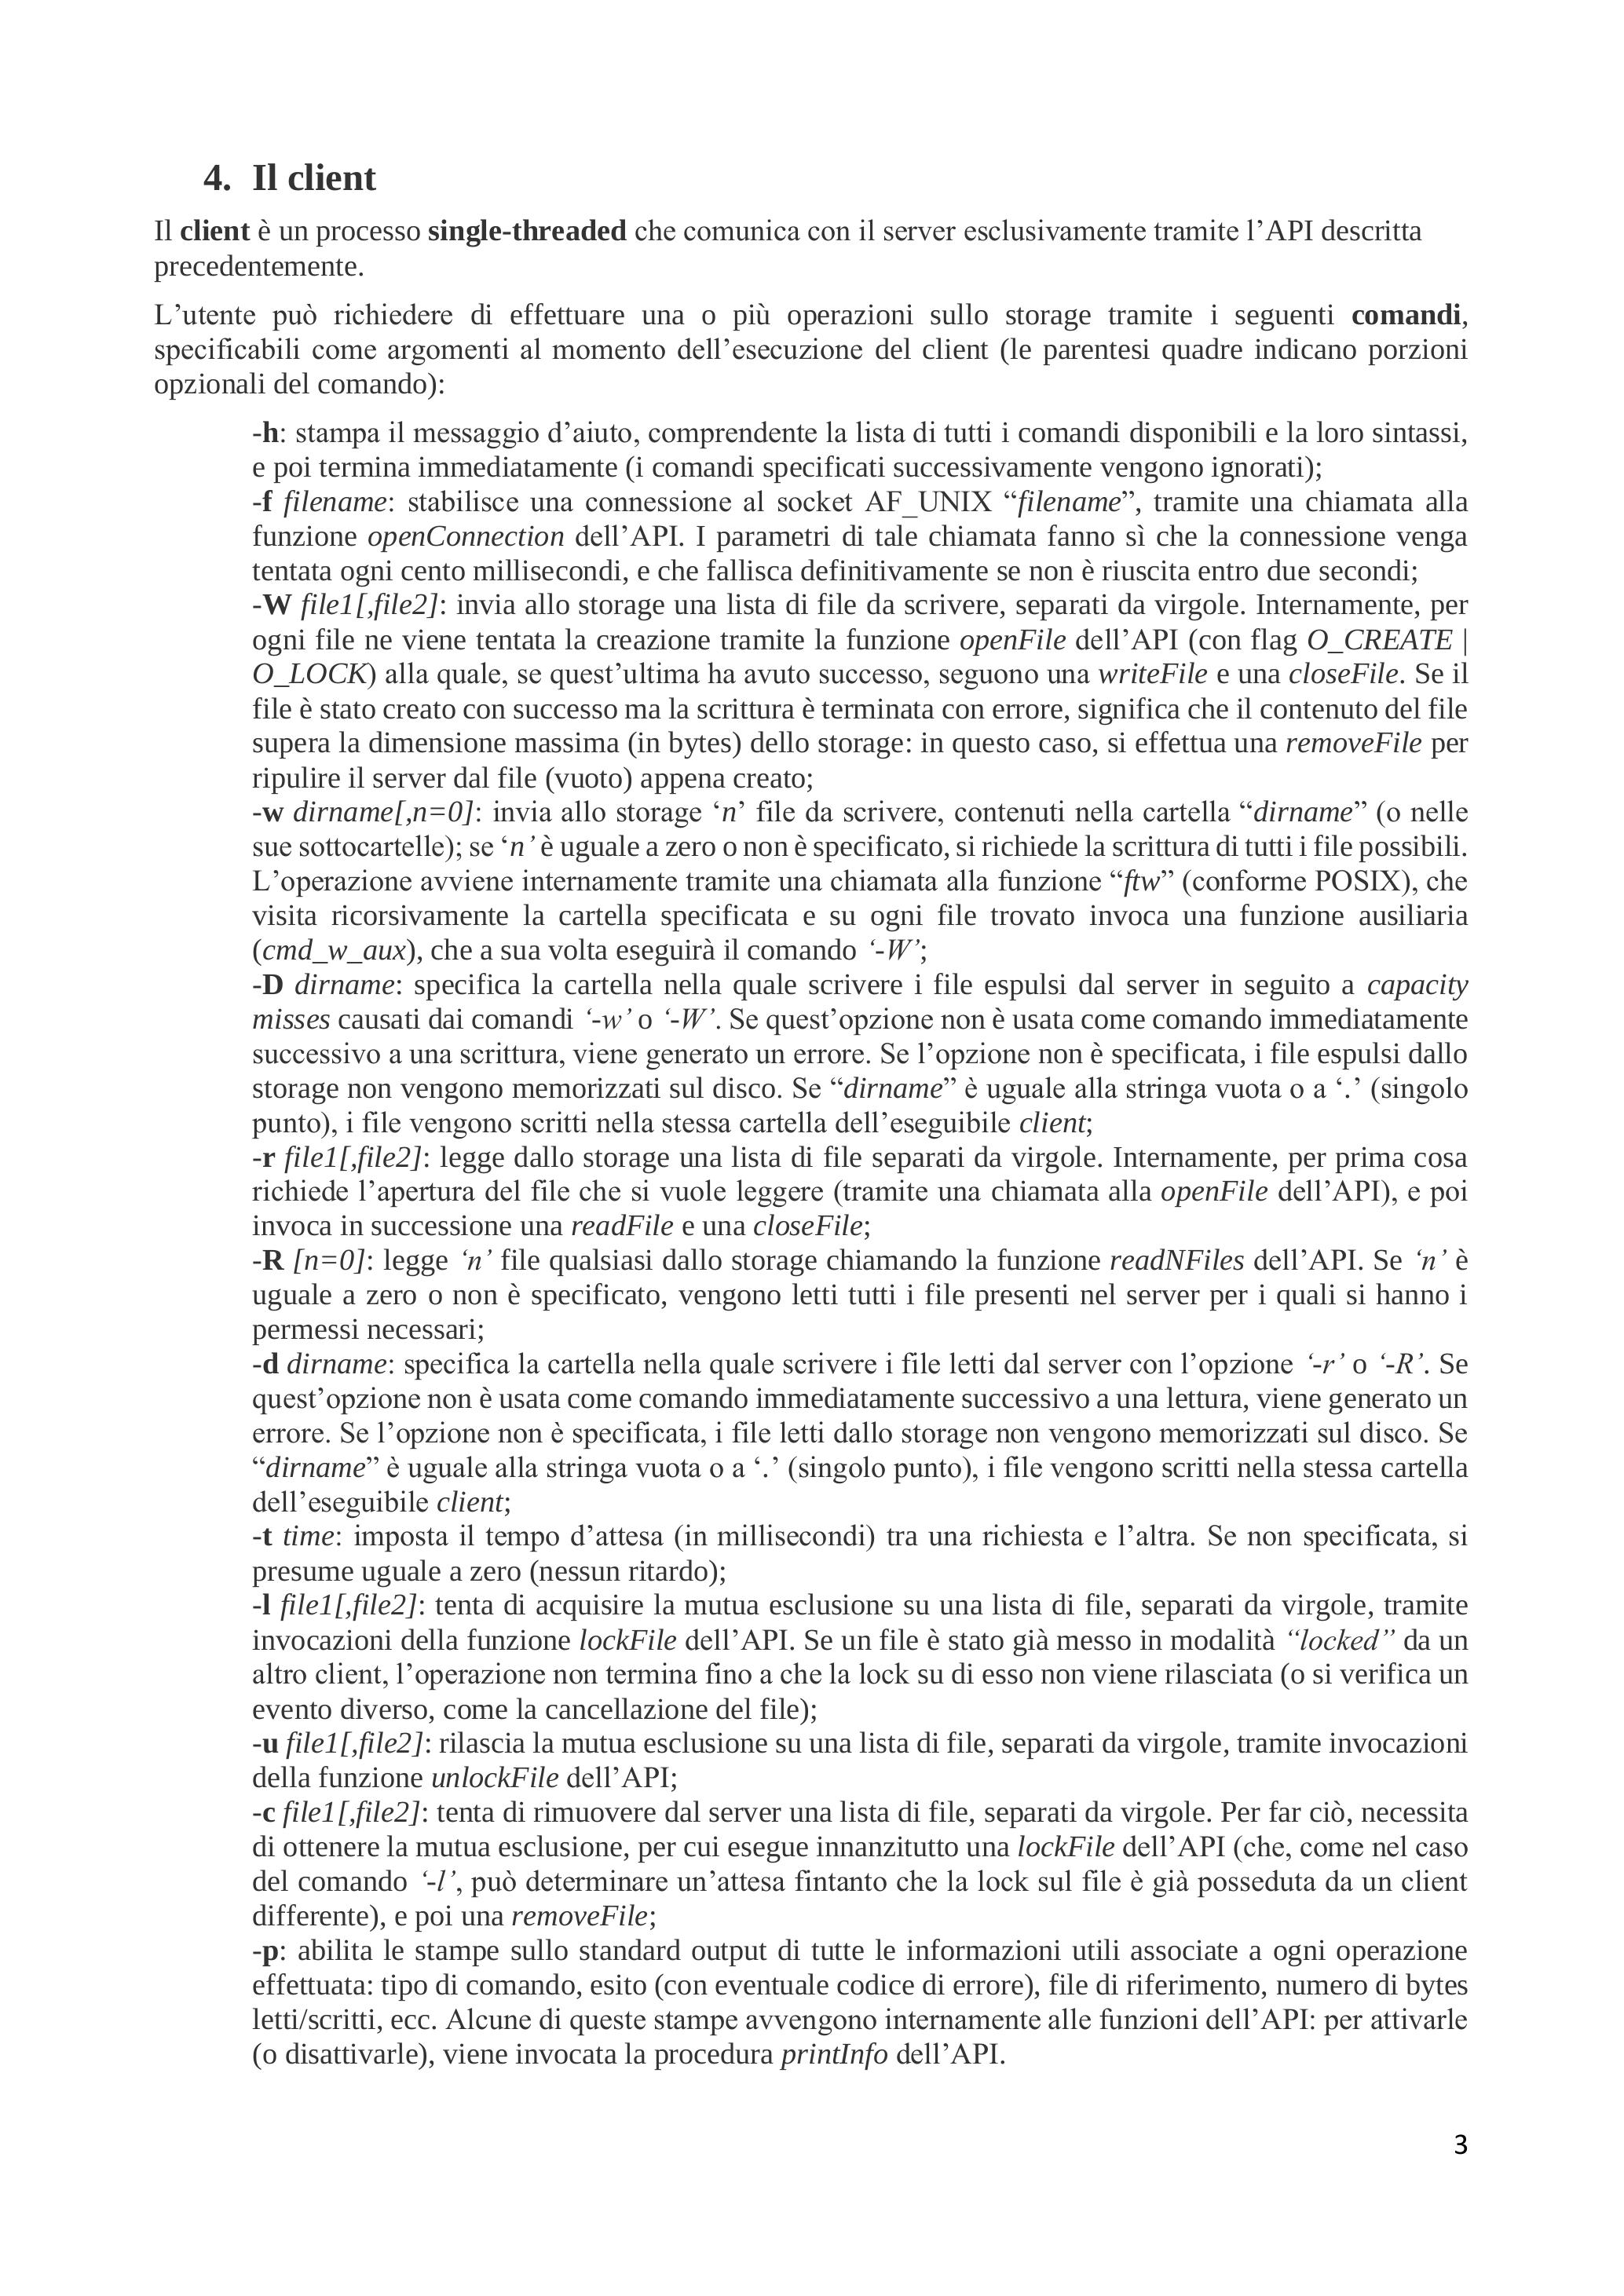 4. Il client
Il client è un processo single-threaded che comunica con il server esclusivamente tramite l’API descritta
precedentemente.
L’utente può richiedere di effettuare una o più operazioni sullo storage tramite i seguenti comandi,
specificabili come argomenti al momento dell’esecuzione del client (le parentesi quadre indicano porzioni
opzionali del comando):
-h: stampa il messaggio d’aiuto, comprendente la lista di tutti i comandi disponibili e la loro sintassi,
e poi termina immediatamente (i comandi specificati successivamente vengono ignorati);
-f filename: stabilisce una connessione al socket AF_UNIX “filename”, tramite una chiamata alla
funzione openConnection dell’API. I parametri di tale chiamata fanno sì che la connessione venga
tentata ogni cento millisecondi, e che fallisca definitivamente se non è riuscita entro due secondi;
-W file1[,file2]: invia allo storage una lista di file da scrivere, separati da virgole. Internamente, per
ogni file ne viene tentata la creazione tramite la funzione openFile dell’API (con flag O_CREATE |
O_LOCK) alla quale, se quest’ultima ha avuto successo, seguono una writeFile e una closeFile. Se il
file è stato creato con successo ma la scrittura è terminata con errore, significa che il contenuto del file
supera la dimensione massima (in bytes) dello storage: in questo caso, si effettua una removeFile per
ripulire il server dal file (vuoto) appena creato;
-w dirname[,n=0]: invia allo storage ‘n’ file da scrivere, contenuti nella cartella “dirname” (o nelle
sue sottocartelle); se ‘n’ è uguale a zero o non è specificato, si richiede la scrittura di tutti i file possibili.
L’operazione avviene internamente tramite una chiamata alla funzione “ftw” (conforme POSIX), che
visita ricorsivamente la cartella specificata e su ogni file trovato invoca una funzione ausiliaria
(cmd_w_aux), che a sua volta eseguirà il comando ‘-W’;
-D dirname: specifica la cartella nella quale scrivere i file espulsi dal server in seguito a capacity
misses causati dai comandi ‘-w’ o ‘-W’. Se quest’opzione non è usata come comando immediatamente
successivo a una scrittura, viene generato un errore. Se l’opzione non è specificata, i file espulsi dallo
storage non vengono memorizzati sul disco. Se “dirname” è uguale alla stringa vuota o a ‘.’ (singolo
punto), i file vengono scritti nella stessa cartella dell’eseguibile client;
-r file1[,file2]: legge dallo storage una lista di file separati da virgole. Internamente, per prima cosa
richiede l’apertura del file che si vuole leggere (tramite una chiamata alla openFile dell’API), e poi
invoca in successione una readFile e una closeFile;
-R [n=0]: legge ‘n’ file qualsiasi dallo storage chiamando la funzione readNFiles dell’API. Se ‘n’ è
uguale a zero o non è specificato, vengono letti tutti i file presenti nel server per i quali si hanno i
permessi necessari;
-d dirname: specifica la cartella nella quale scrivere i file letti dal server con l’opzione ‘-r’ o ‘-R’. Se
quest’opzione non è usata come comando immediatamente successivo a una lettura, viene generato un
errore. Se l’opzione non è specificata, i file letti dallo storage non vengono memorizzati sul disco. Se
“dirname” è uguale alla stringa vuota o a ‘.’ (singolo punto), i file vengono scritti nella stessa cartella
dell’eseguibile client;
-t time: imposta il tempo d’attesa (in millisecondi) tra una richiesta e l’altra. Se non specificata, si
presume uguale a zero (nessun ritardo);
-l file1[,file2]: tenta di acquisire la mutua esclusione su una lista di file, separati da virgole, tramite
invocazioni della funzione lockFile dell’API. Se un file è stato già messo in modalità “locked” da un
altro client, l’operazione non termina fino a che la lock su di esso non viene rilasciata (o si verifica un
evento diverso, come la cancellazione del file);
-u file1[,file2]: rilascia la mutua esclusione su una lista di file, separati da virgole, tramite invocazioni
della funzione unlockFile dell’API;
-c file1[,file2]: tenta di rimuovere dal server una lista di file, separati da virgole. Per far ciò, necessita
di ottenere la mutua esclusione, per cui esegue innanzitutto una lockFile dell’API (che, come nel caso
del comando ‘-l’, può determinare un’attesa fintanto che la lock sul file è già posseduta da un client
differente), e poi una removeFile;
-p: abilita le stampe sullo standard output di tutte le informazioni utili associate a ogni operazione
effettuata: tipo di comando, esito (con eventuale codice di errore), file di riferimento, numero di bytes
letti/scritti, ecc. Alcune di queste stampe avvengono internamente alle funzioni dell’API: per attivarle
(o disattivarle), viene invocata la procedura printInfo dell’API.
3